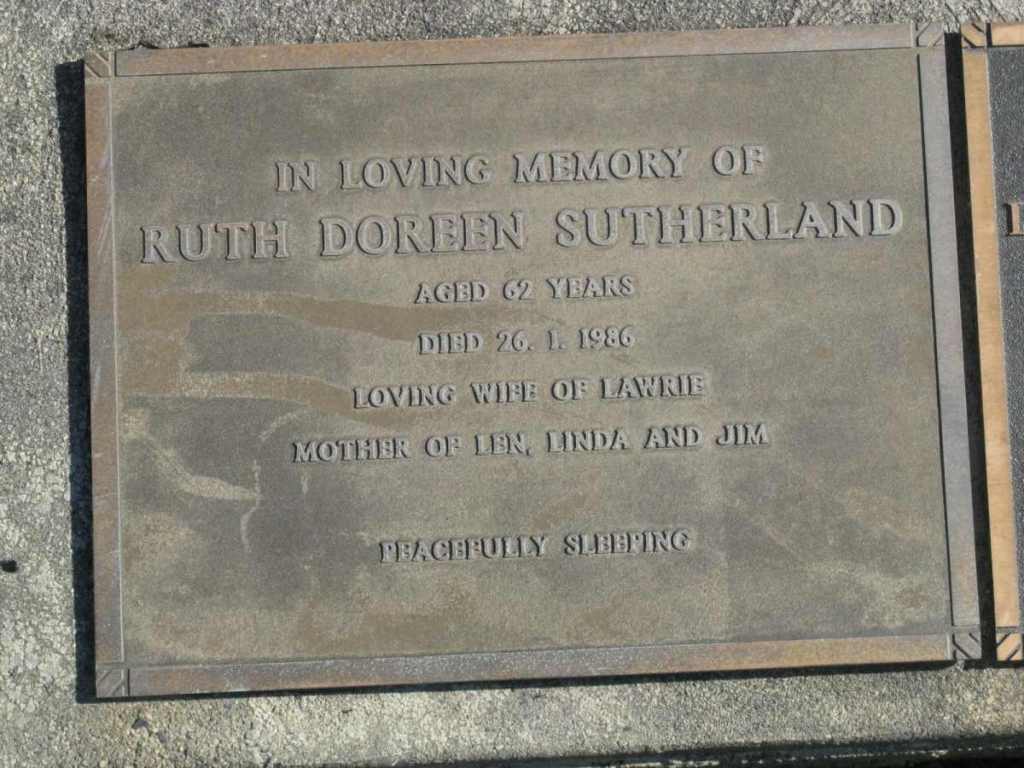 IN LOVING MEMORY OF
RUTH DOREEN SUTHERLAND
AGED 62 YEARS
DIED 26. 1. 1986
LOVING WIFE OF LAWRIE
MOTHER OF LEN, LINDA AND JIM
PEACEFULLY SLEEPING